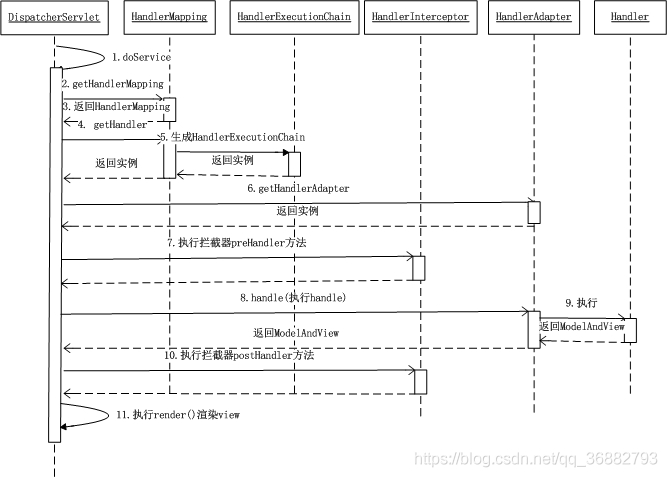 DispatcherServlet
HandlerMapping
HandlerExecutionChain
HandlerInterceptor
HandlerAdapter
Handler
1.doService
2.getHandlerMapping
3.返回HandlerMapping
4. getHandler
5.生成HandlerExecutionChain
返回实例
返回实例
6.getHandlerAdapter
返回实例
7.执行拦截器preHandler方法
8.handle(执行handle)
9.执行
返回ModelAndView
返回ModelAndView
10.执行拦截器postHandler方法
11.执行render()渲染view
https://blog.csdn.net/qq_36882793